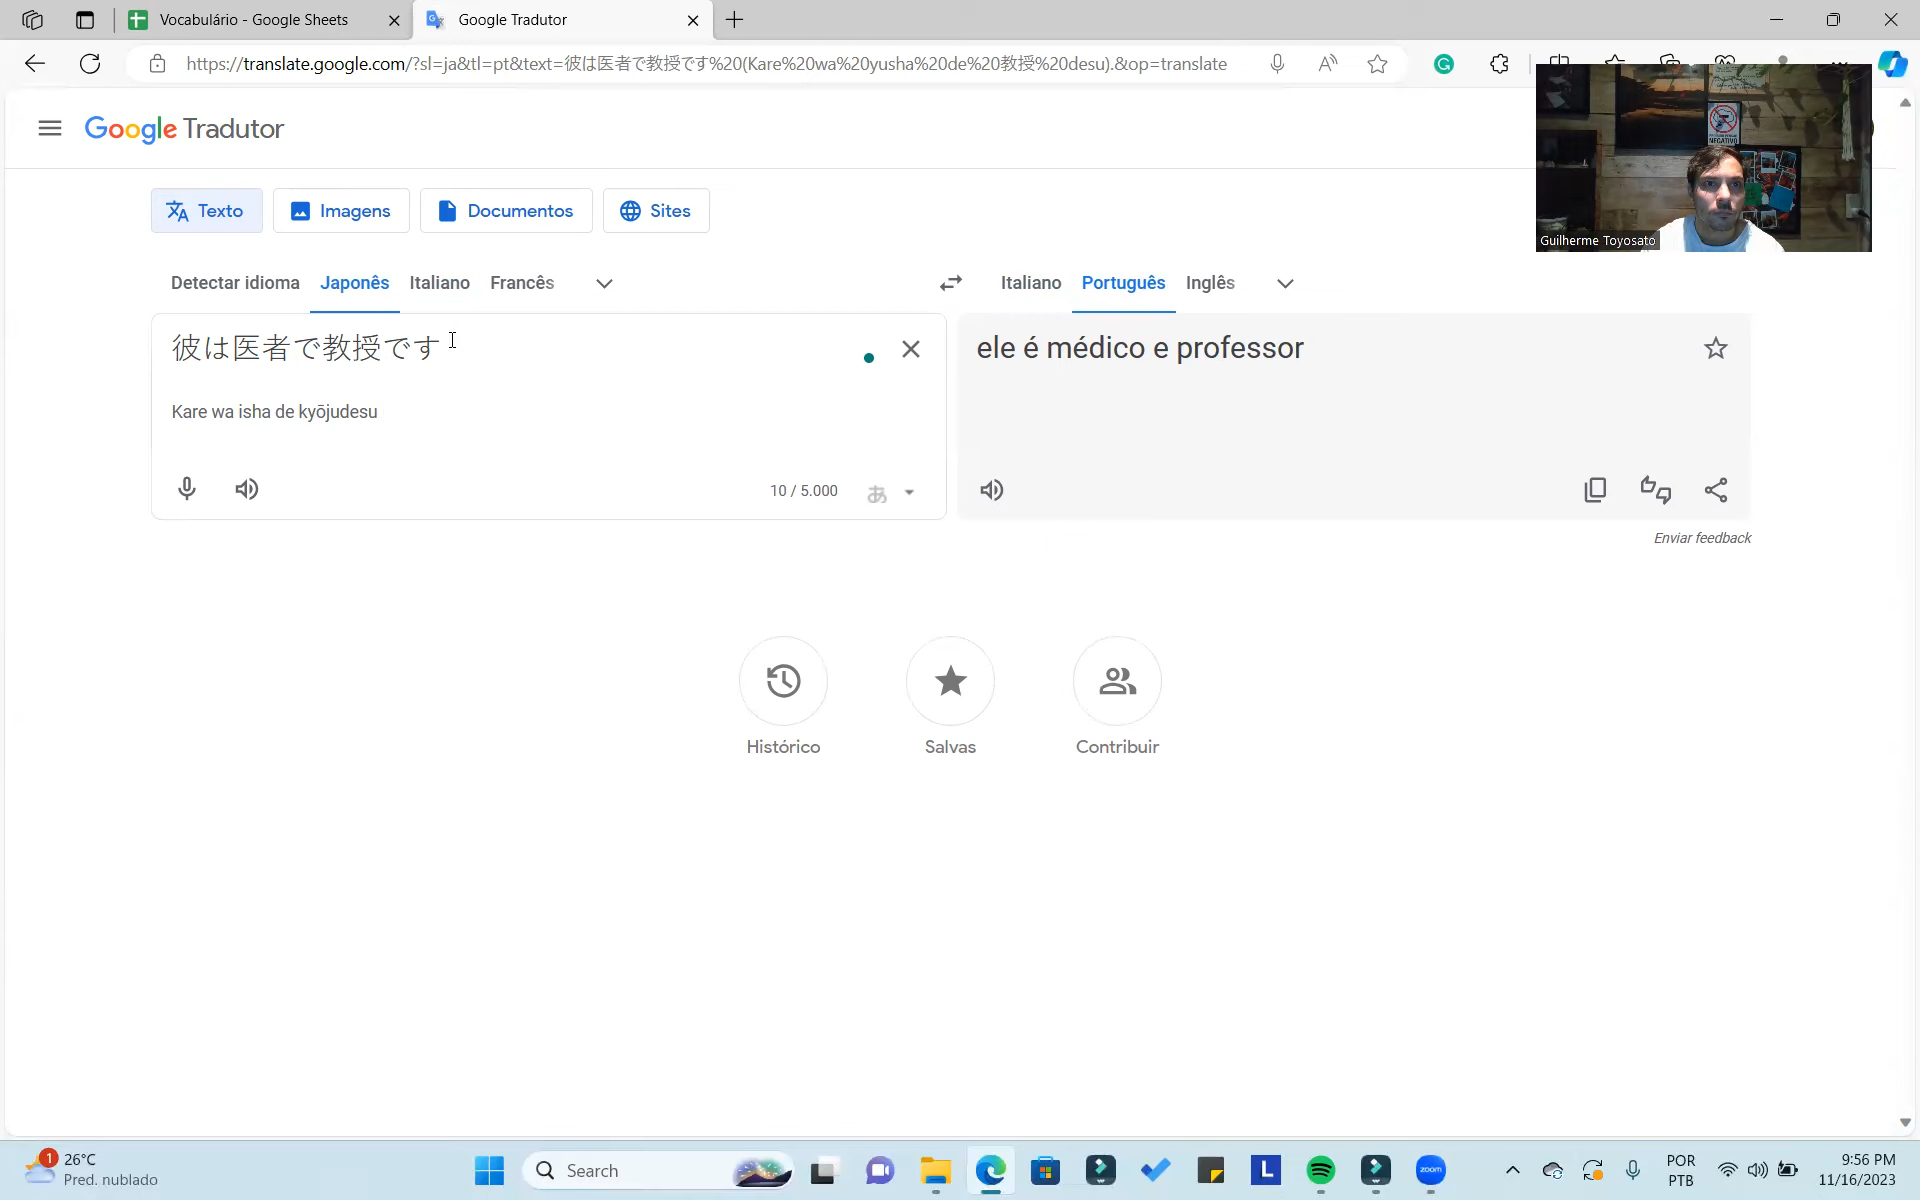 Vocabulário - Google Sheets
Google Tradutor
https://translate.google.com/?sl=ja&tl=pt&text=彼は医者で教授です%20(Kare%20wa%20yusha%20de%20教授%20desu).&op=translate
Google Tradutor
NEGATIVO
Guilherme Toyosato
Texto
Imagens
Documentos
Sites
Detectar idioma
Japonês
Italiano
Francês
Italiano
Português
Inglês
彼は医者で教授です
ele é médico e professor
Kare wa isha de kyōjudesu
10 / 5.000
あ
Enviar feedback
Histórico
Salvas
Contribuir
1
26°C
Pred. nublado
Search
L
zoom
POR
PTB
9:56 PM
11/16/2023